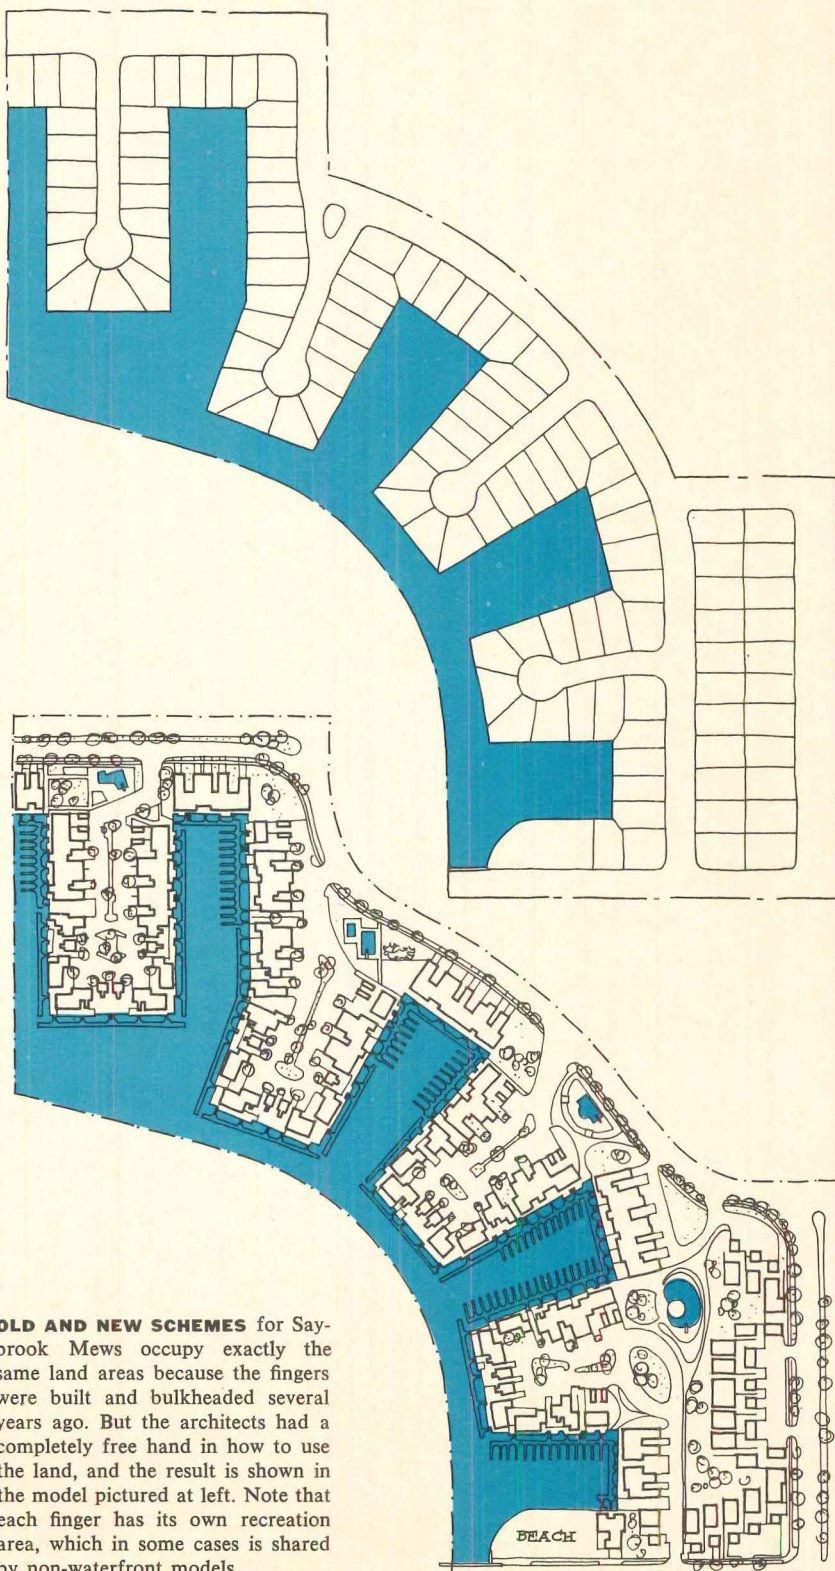 OLD AND NEW SCHEMES for Say-
brook Mews occupy exactly the
same land areas because the fingers
were built and bulkheaded several
years ago. But the architects had a
completely free hand in how to use
the land, and the result is shown in
the model pictured at left. Note that
each finger has its own recreation
area, which in some cases is shared
by non-waterfront models.
BEACH